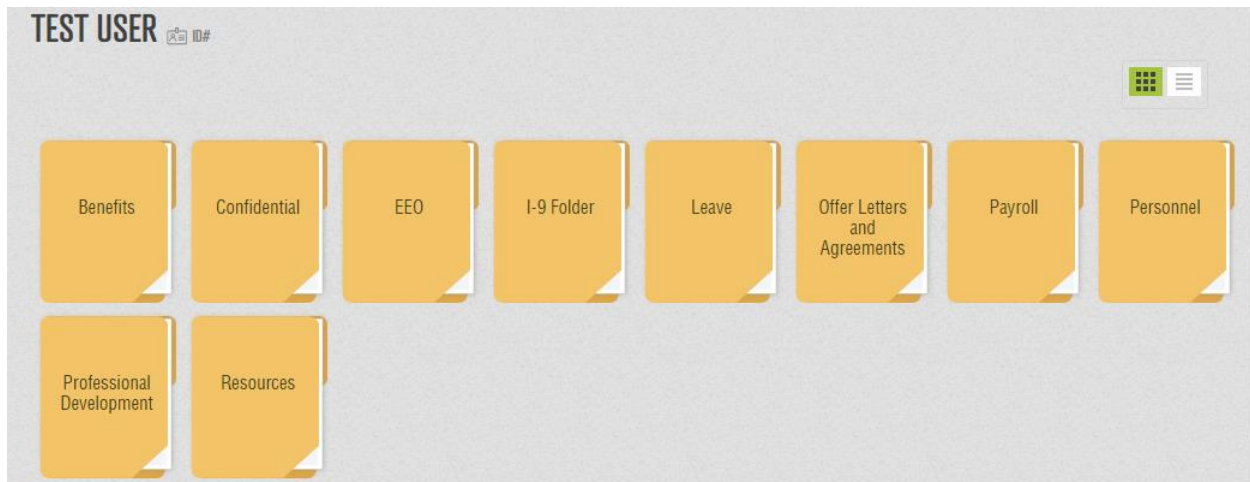 TEST USER ID#
Benefits
Confidential
EEO
I-9 Folder
Leave
Offer Letters
and
Agreements
Payroll
Personnel
Professional
Development
Resources